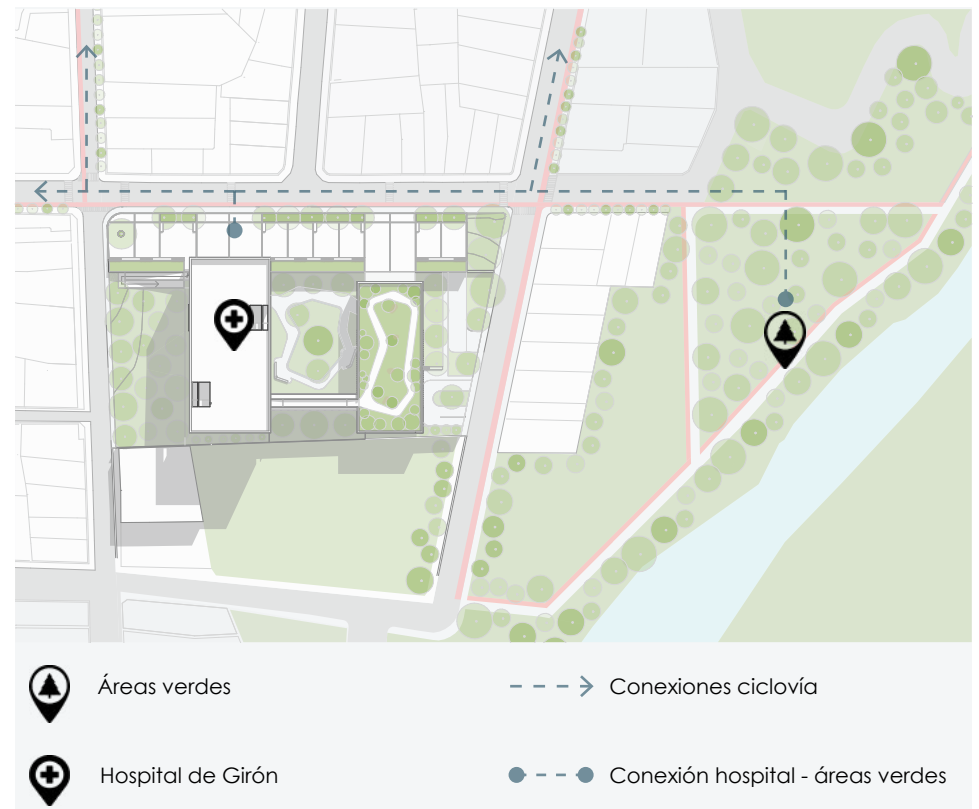 Áreas verdes
Conexiones ciclovía
Hospital de Girón
Conexión hospital - áreas verdes